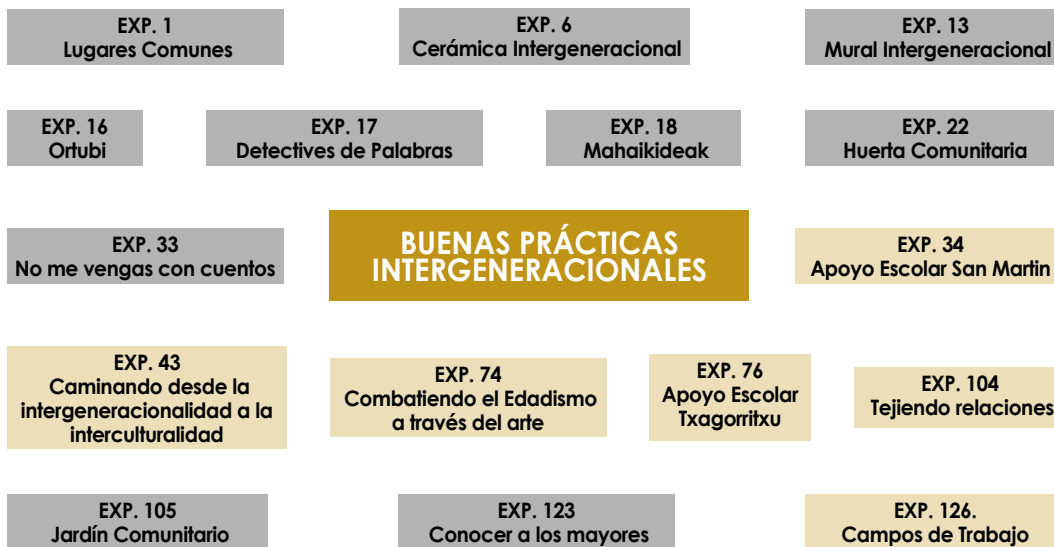 EXP. 1
Lugares Comunes
EXP. 6
Cerámica Intergeneracional
EXP. 13
Mural Intergeneracional
EXP. 16
Ortubi
EXP. 17
Detectives de Palabras
EXP. 18
Mahaikideak
EXP. 22
Huerta Comunitaria
EXP. 33
No me vengas con cuentos
BUENAS PRÁCTICAS
INTERGENERACIONALES
EXP. 34
Apoyo Escolar San Martin
EXP. 43
Caminando desde la
intergeneracionalidad a la
interculturalidad
EXP. 74
Combatiendo el Edadismo
a través del arte
EXP. 76
Apoyo Escolar
Txagorritxu
EXP. 104
Tejiendo relaciones
EXP. 105
Jardín Comunitario
EXP. 123
Conocer a los mayores
EXP. 126.
Campos de Trabajo